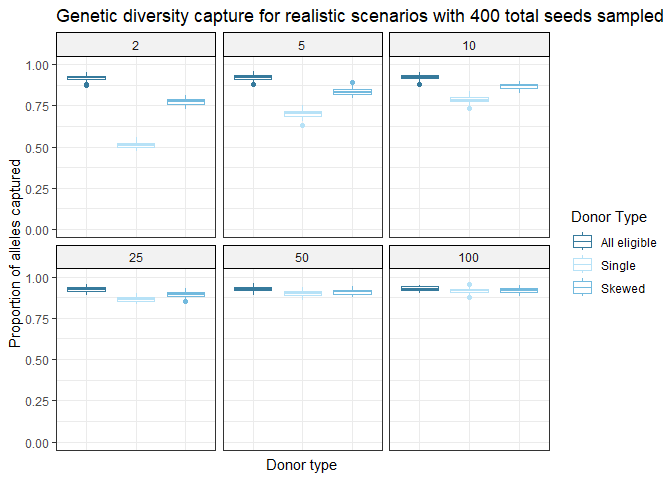 Genetic diversity capture for realistic scenarios with 400 total seeds sampled
2
5
10
1.00
0.75
0.50
0.25
0.00
25
50
100
1.00
0.75
0.50
0.25
0.00
Proportion of alleles captured
Donor type
Donor Type
All eligible
Single
Skewed